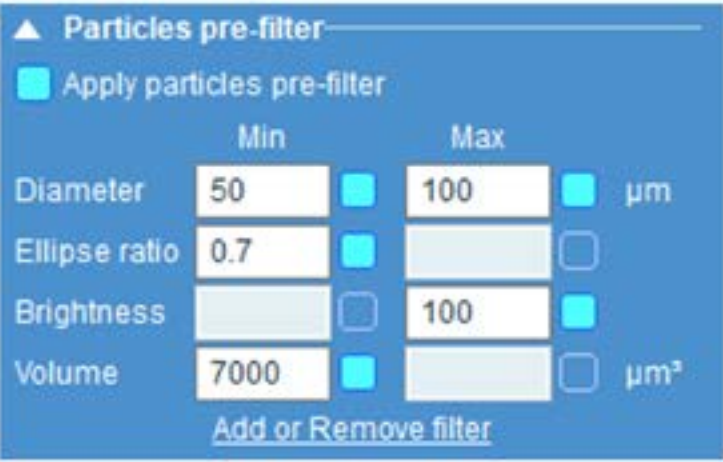 Particles pre-filter
Apply particles pre-filter
Min Max
Diameter 50 100 µm
Ellipse ratio 0.7
Brightness 100
Volume 7000 µm³
Add or Remove filter